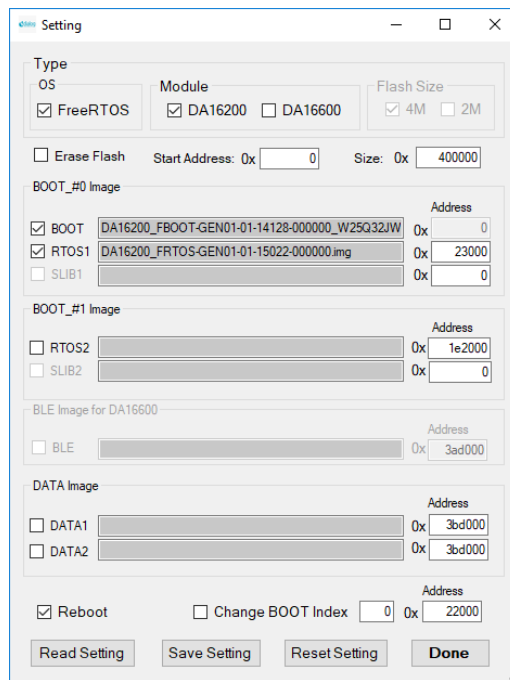 Setting
Type
OS
Module
Flash Size
FreeRTOS
DA16200
DA16600
4M
2M
Erase Flash
Start Address: 0x
0
Size: 0x
400000
BOOT_#0 Image
Address
BOOT DA16200_FBOOT-GEN01-01-14128-000000_W25Q32JW 0x 0
RTOS1 DA16200_FRTOS-GEN01-01-15022-000000.img 0x 23000
SLIB1 0x 0
BOOT_#1 Image
Address
RTOS2 0x 1e2000
SLIB2 0x 0
BLE Image for DA16600
Address
BLE 0x 3ad000
DATA Image
Address
DATA1 0x 3bd000
DATA2 0x 3bd000
Address
Reboot
Change BOOT Index 0 0x 22000
Read Setting
Save Setting
Reset Setting
Done